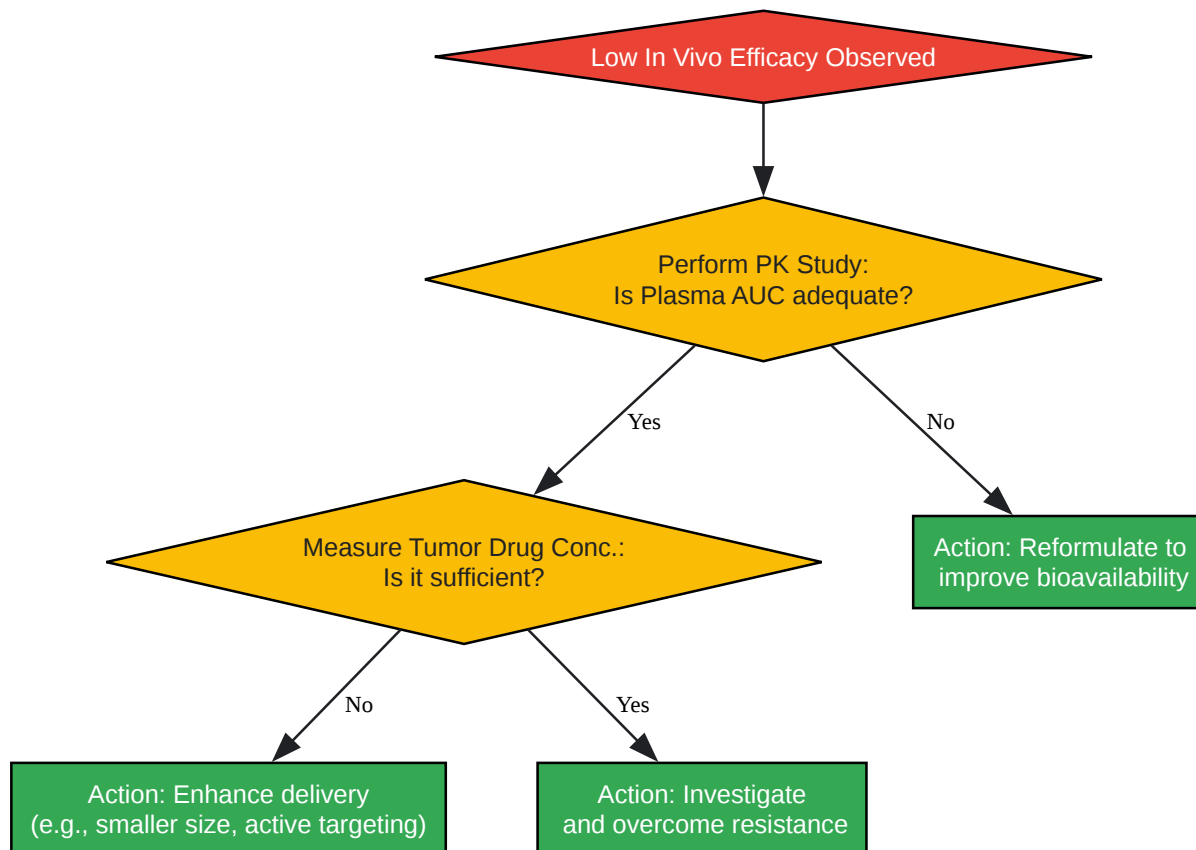 Low In Vivo Efficacy Observed
Perform PK Study:
Is Plasma AUC adequate?
Yes
No
Measure Tumor Drug Conc.:
Is it sufficient?
Action: Reformulate to
improve bioavailability
No
Yes
Action: Enhance delivery
(e.g., smaller size, active targeting)
Action: Investigate
and overcome resistance